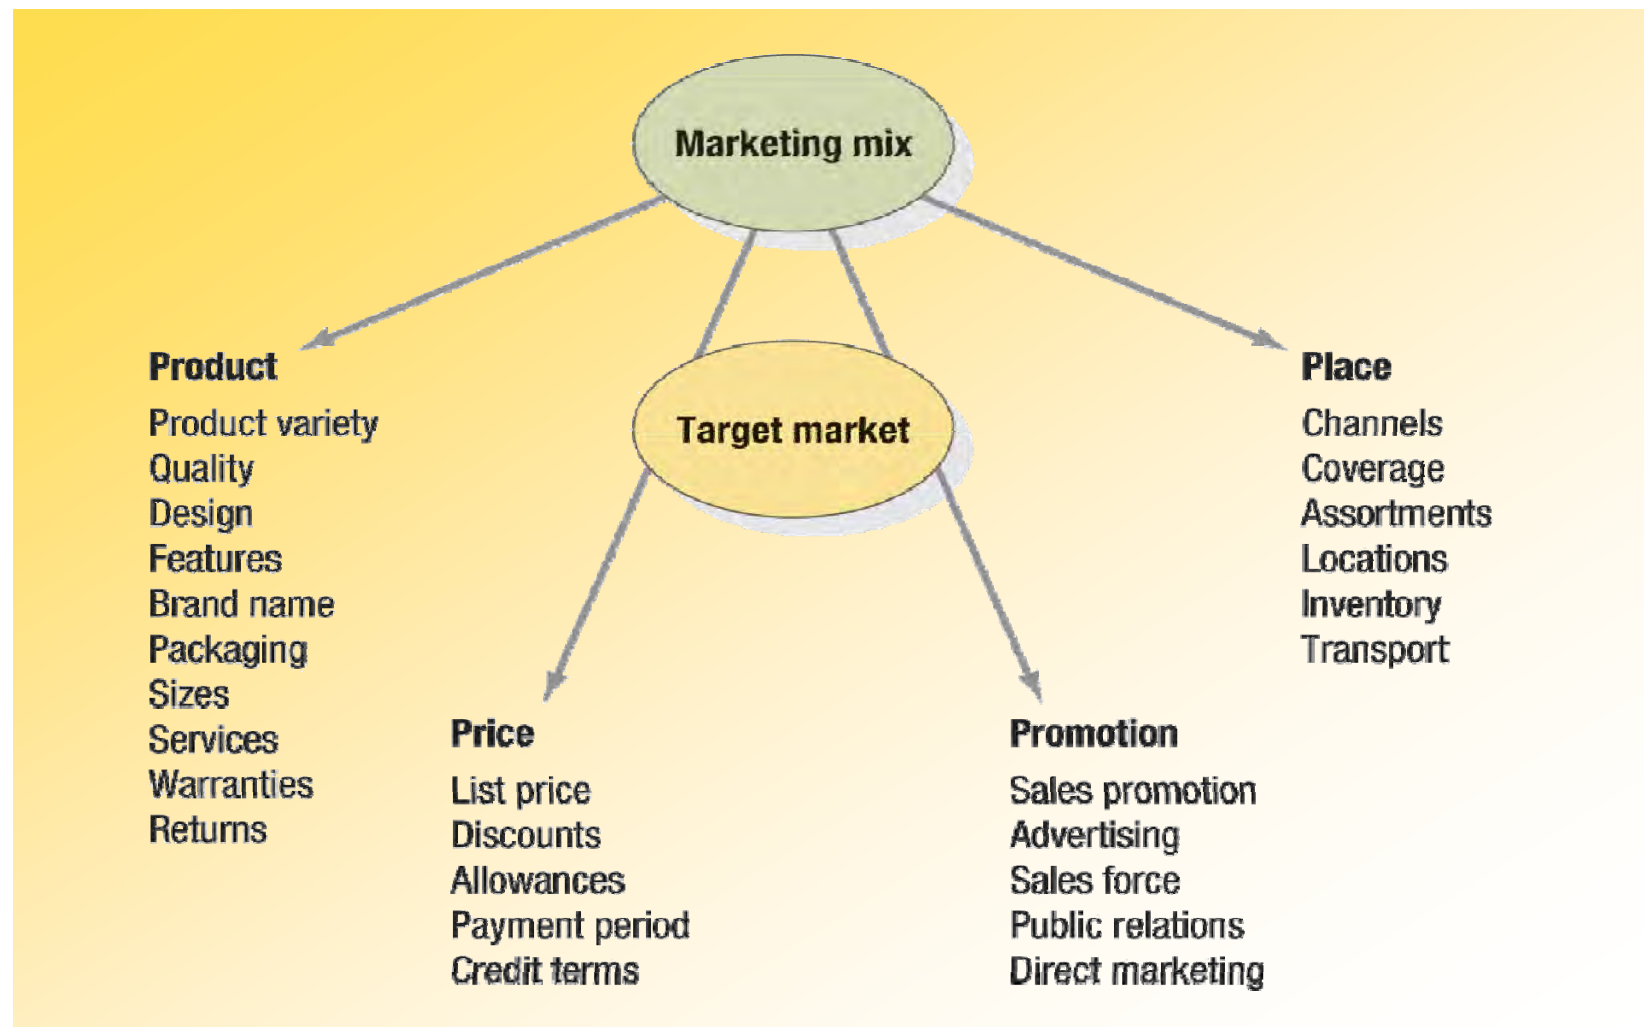 Marketing mix
Target market
Product
Product variety
Quality
Design
Features
Brand name
Packaging
Sizes
Services
Warranties
Returns
Price
List price
Discounts
Allowances
Payment period
Credit terms
Promotion
Sales promotion
Advertising
Sales force
Public relations
Direct marketing
Place
Channels
Coverage
Assortments
Locations
Inventory
Transport